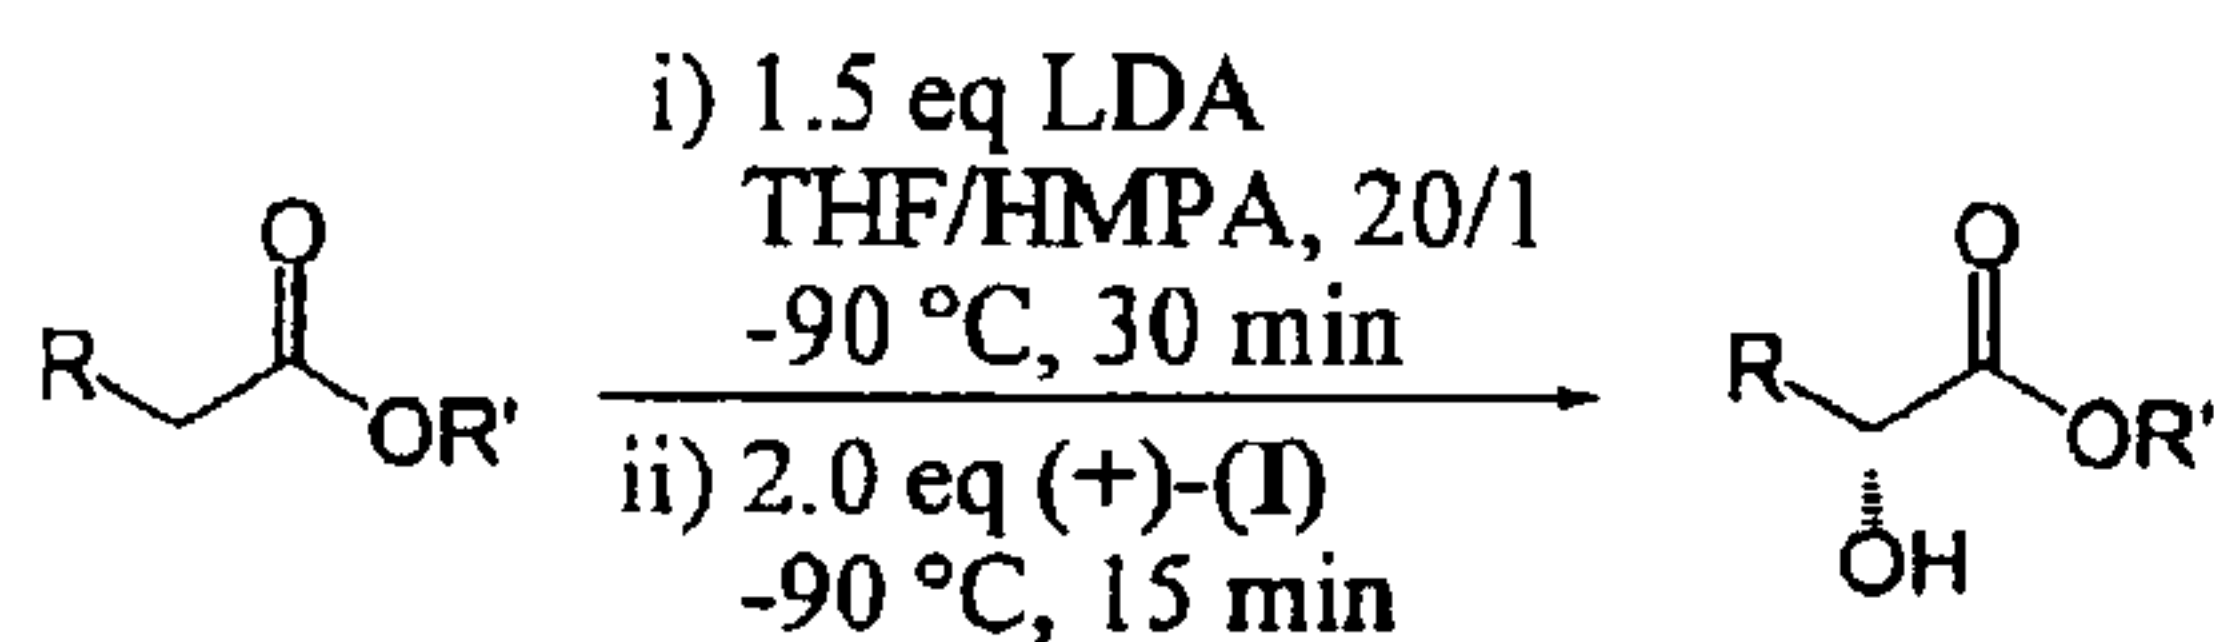 i) 1.5 eq LDA
THF/HMPA, 20/1
-90 °C, 30 min
O
R
OR'
ii) 2.0 eq (+)-(I)
-90 °C, 15 min
O
R
OR'
OH